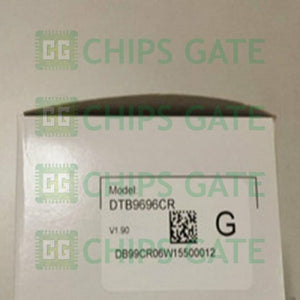 CHIPS GATE
CHIPS GATE
Model
DTB9696CR
V1.90
G
DB99CR06W15500012
CHIPS GATE
CHIPS GATE